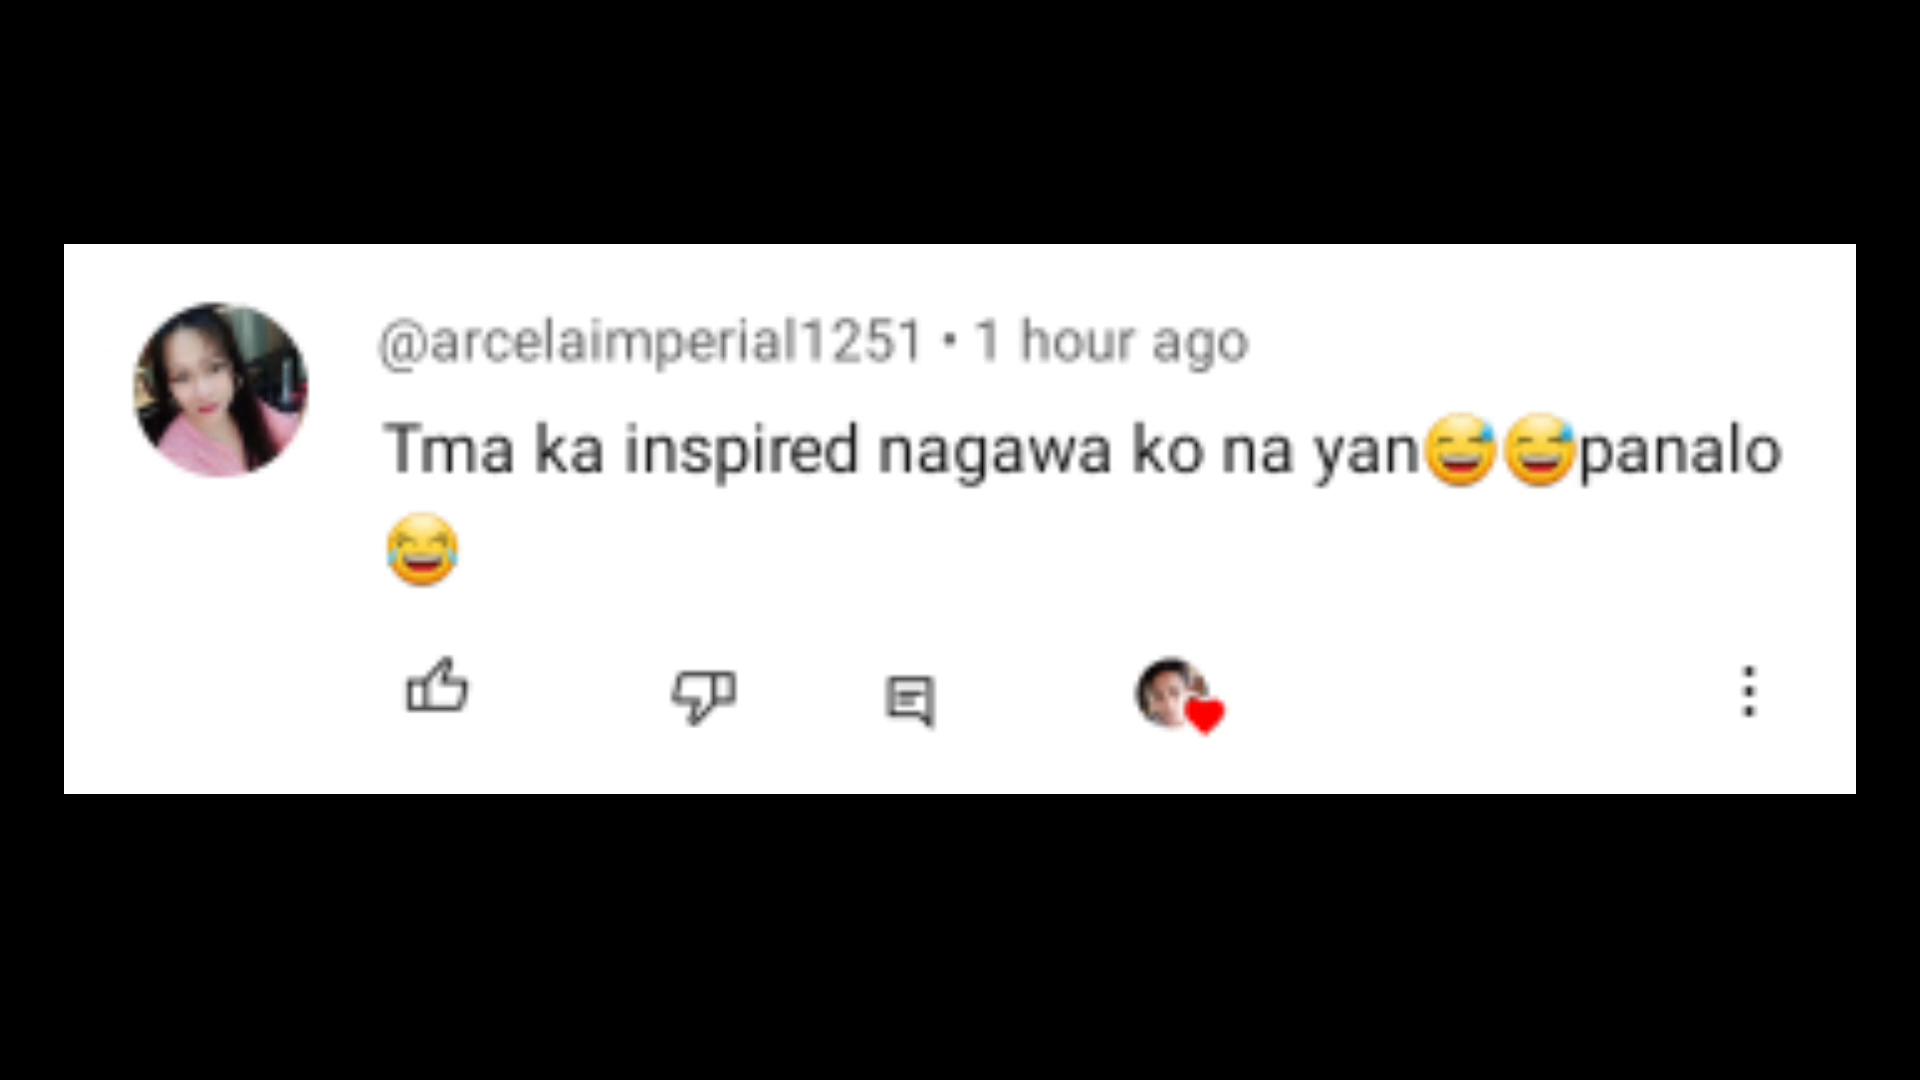 @arcelaimperial1251 • 1 hour ago
Tma ka inspired nagawa ko na yan😅😅panalo
😂